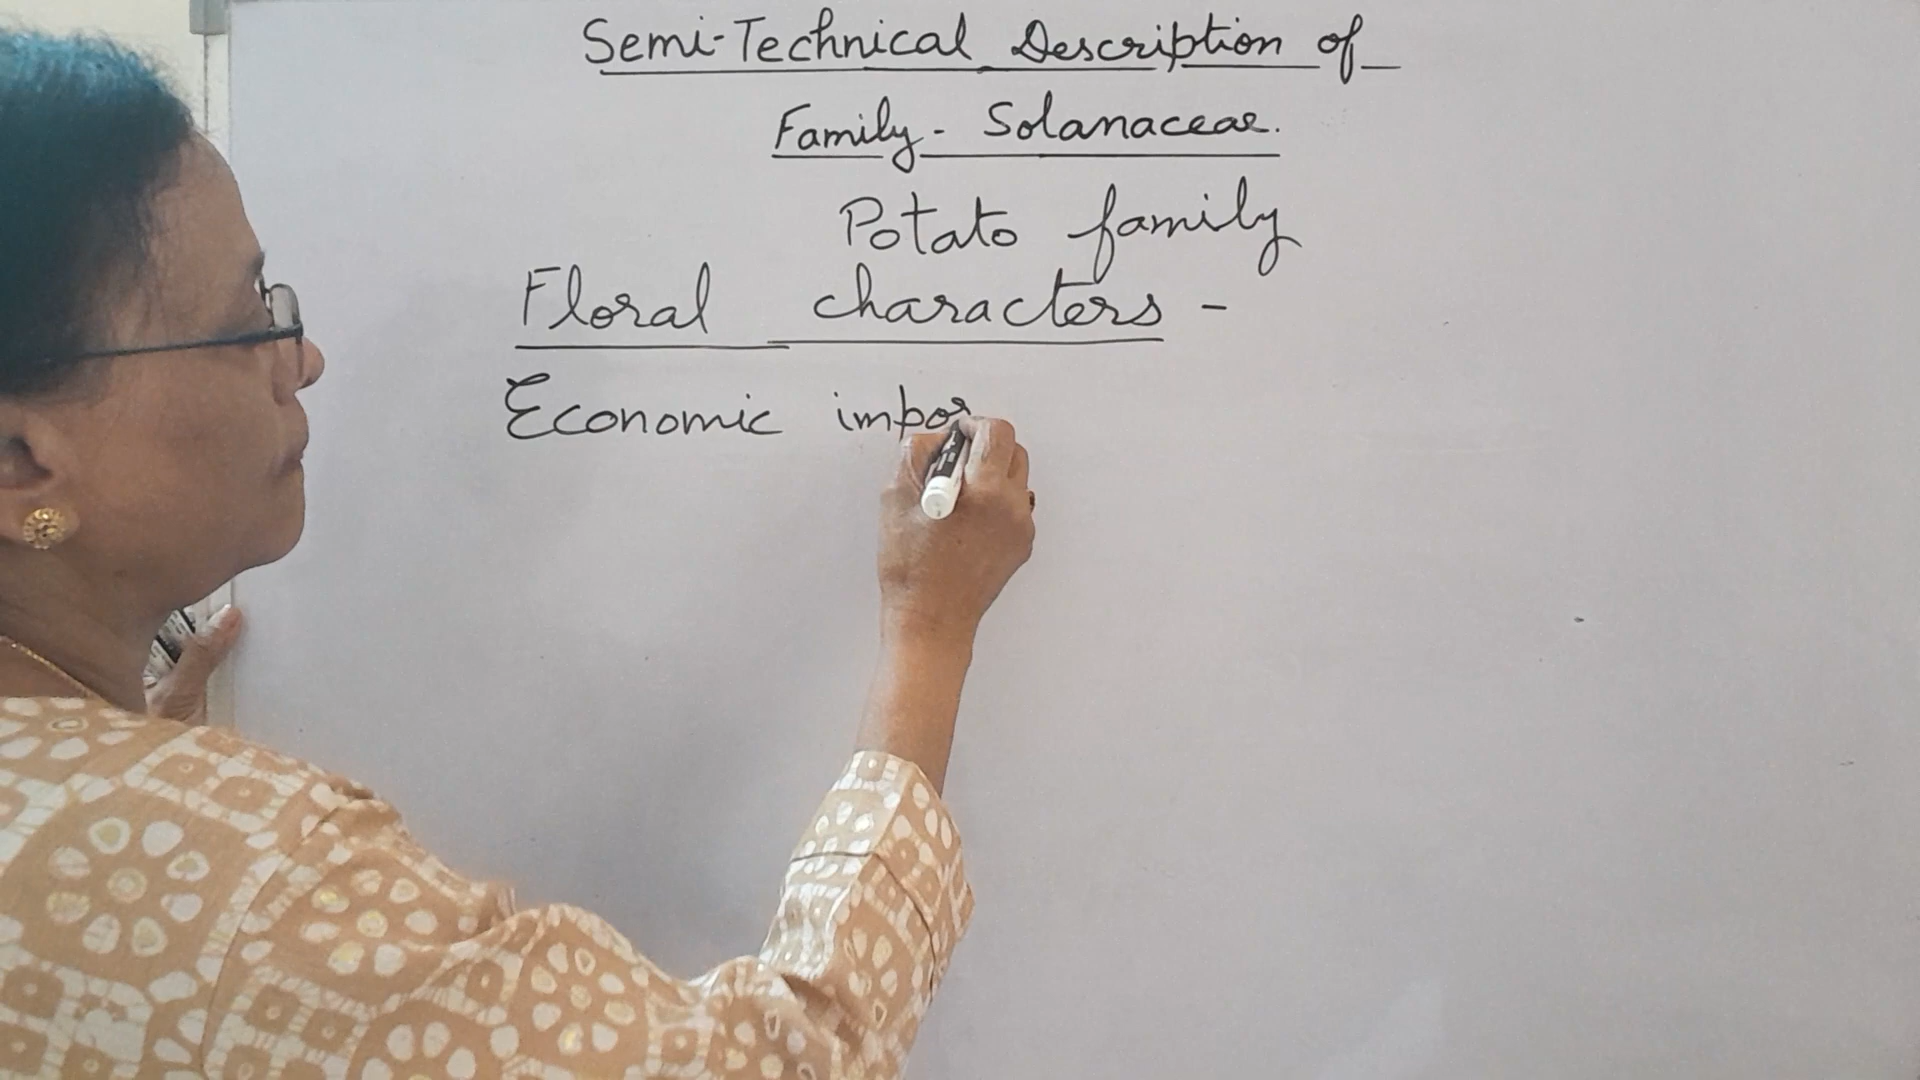 Semi-Technical Description of
Family - Solanaceae.
Potato family
Floral characters -
Economic impor